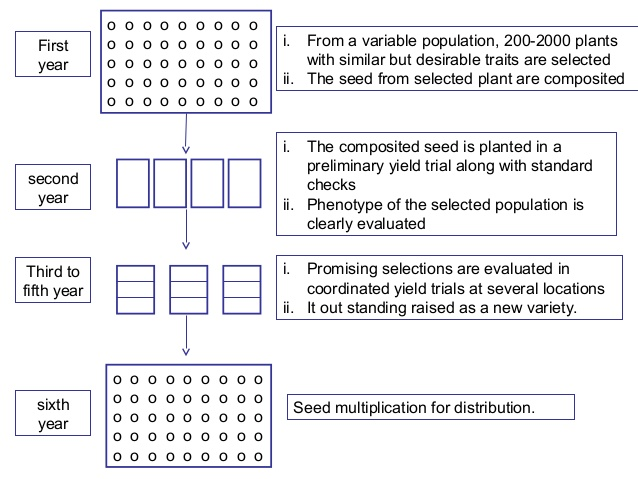 First
year
o o o o o o o o o
o o o o o o o o o
o o o o o o o o o
o o o o o o o o o
o o o o o o o o o
i. From a variable population, 200-2000 plants
with similar but desirable traits are selected
ii. The seed from selected plant are composited
second
year
i. The composited seed is planted in a
preliminary yield trial along with standard
checks
ii. Phenotype of the selected population is
clearly evaluated
Third to
fifth year
i. Promising selections are evaluated in
coordinated yield trials at several locations
ii. It out standing raised as a new variety.
sixth
year
o o o o o o o o o
o o o o o o o o o
o o o o o o o o o
o o o o o o o o o
o o o o o o o o o
Seed multiplication for distribution.